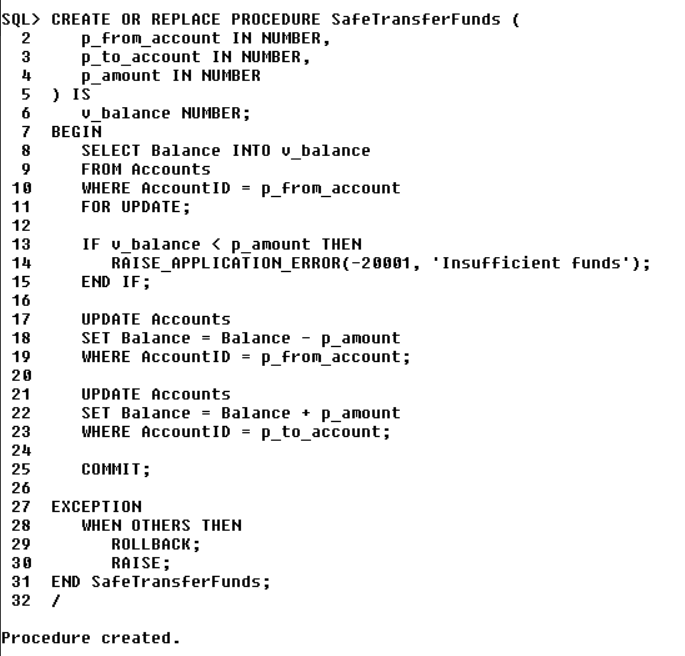 SQL> CREATE OR REPLACE PROCEDURE SafeTransferFunds (
  2     p_from_account IN NUMBER,
  3     p_to_account IN NUMBER,
  4     p_amount IN NUMBER
  5  ) IS
  6     v_balance NUMBER;
  7  BEGIN
  8     SELECT Balance INTO v_balance
  9     FROM Accounts
 10     WHERE AccountID = p_from_account
 11     FOR UPDATE;
 12
 13     IF v_balance < p_amount THEN
 14        RAISE_APPLICATION_ERROR(-20001, 'Insufficient funds');
 15     END IF;
 16
 17     UPDATE Accounts
 18     SET Balance = Balance - p_amount
 19     WHERE AccountID = p_from_account;
 20
 21     UPDATE Accounts
 22     SET Balance = Balance + p_amount
 23     WHERE AccountID = p_to_account;
 24
 25     COMMIT;
 26
 27  EXCEPTION
 28     WHEN OTHERS THEN
 29        ROLLBACK;
 30        RAISE;
 31  END SafeTransferFunds;
 32  /
Procedure created.